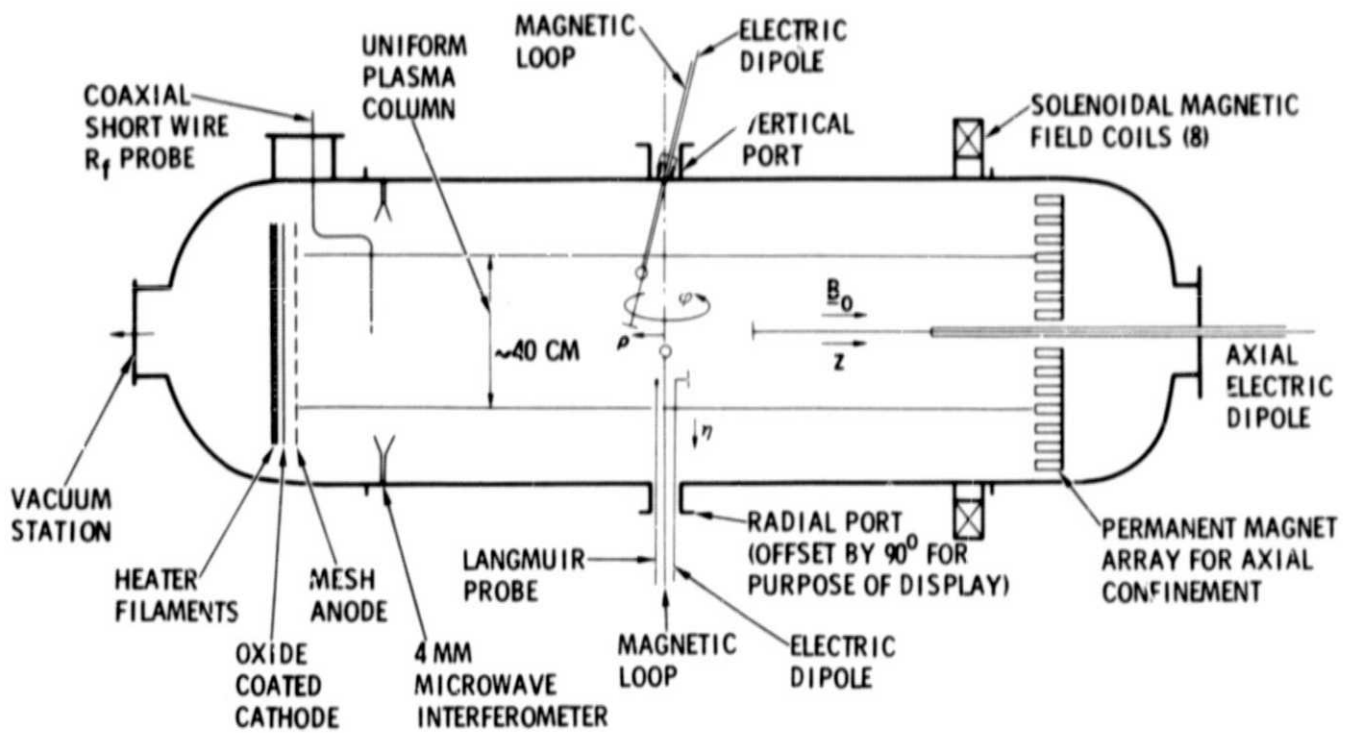 MAGNETIC
LOOP
ELECTRIC
DIPOLE
UNIFORM
PLASMA
COLUMN
COAXIAL
SHORT WIRE
Rf PROBE
VERTICAL
PORT
SOLENOIDAL MAGNETIC
FIELD COILS (8)
B0
φ
~40 CM
ρ
Z
AXIAL
ELECTRIC
DIPOLE
η
VACUUM
STATION
RADIAL PORT
(OFFSET BY 90° FOR
PURPOSE OF DISPLAY)
PERMANENT MAGNET
ARRAY FOR AXIAL
CONFINEMENT
LANGMUIR
PROBE
HEATER
FILAMENTS
MESH
ANODE
OXIDE
COATED
CATHODE
4 MM
MICROWAVE
INTERFEROMETER
MAGNETIC
LOOP
ELECTRIC
DIPOLE